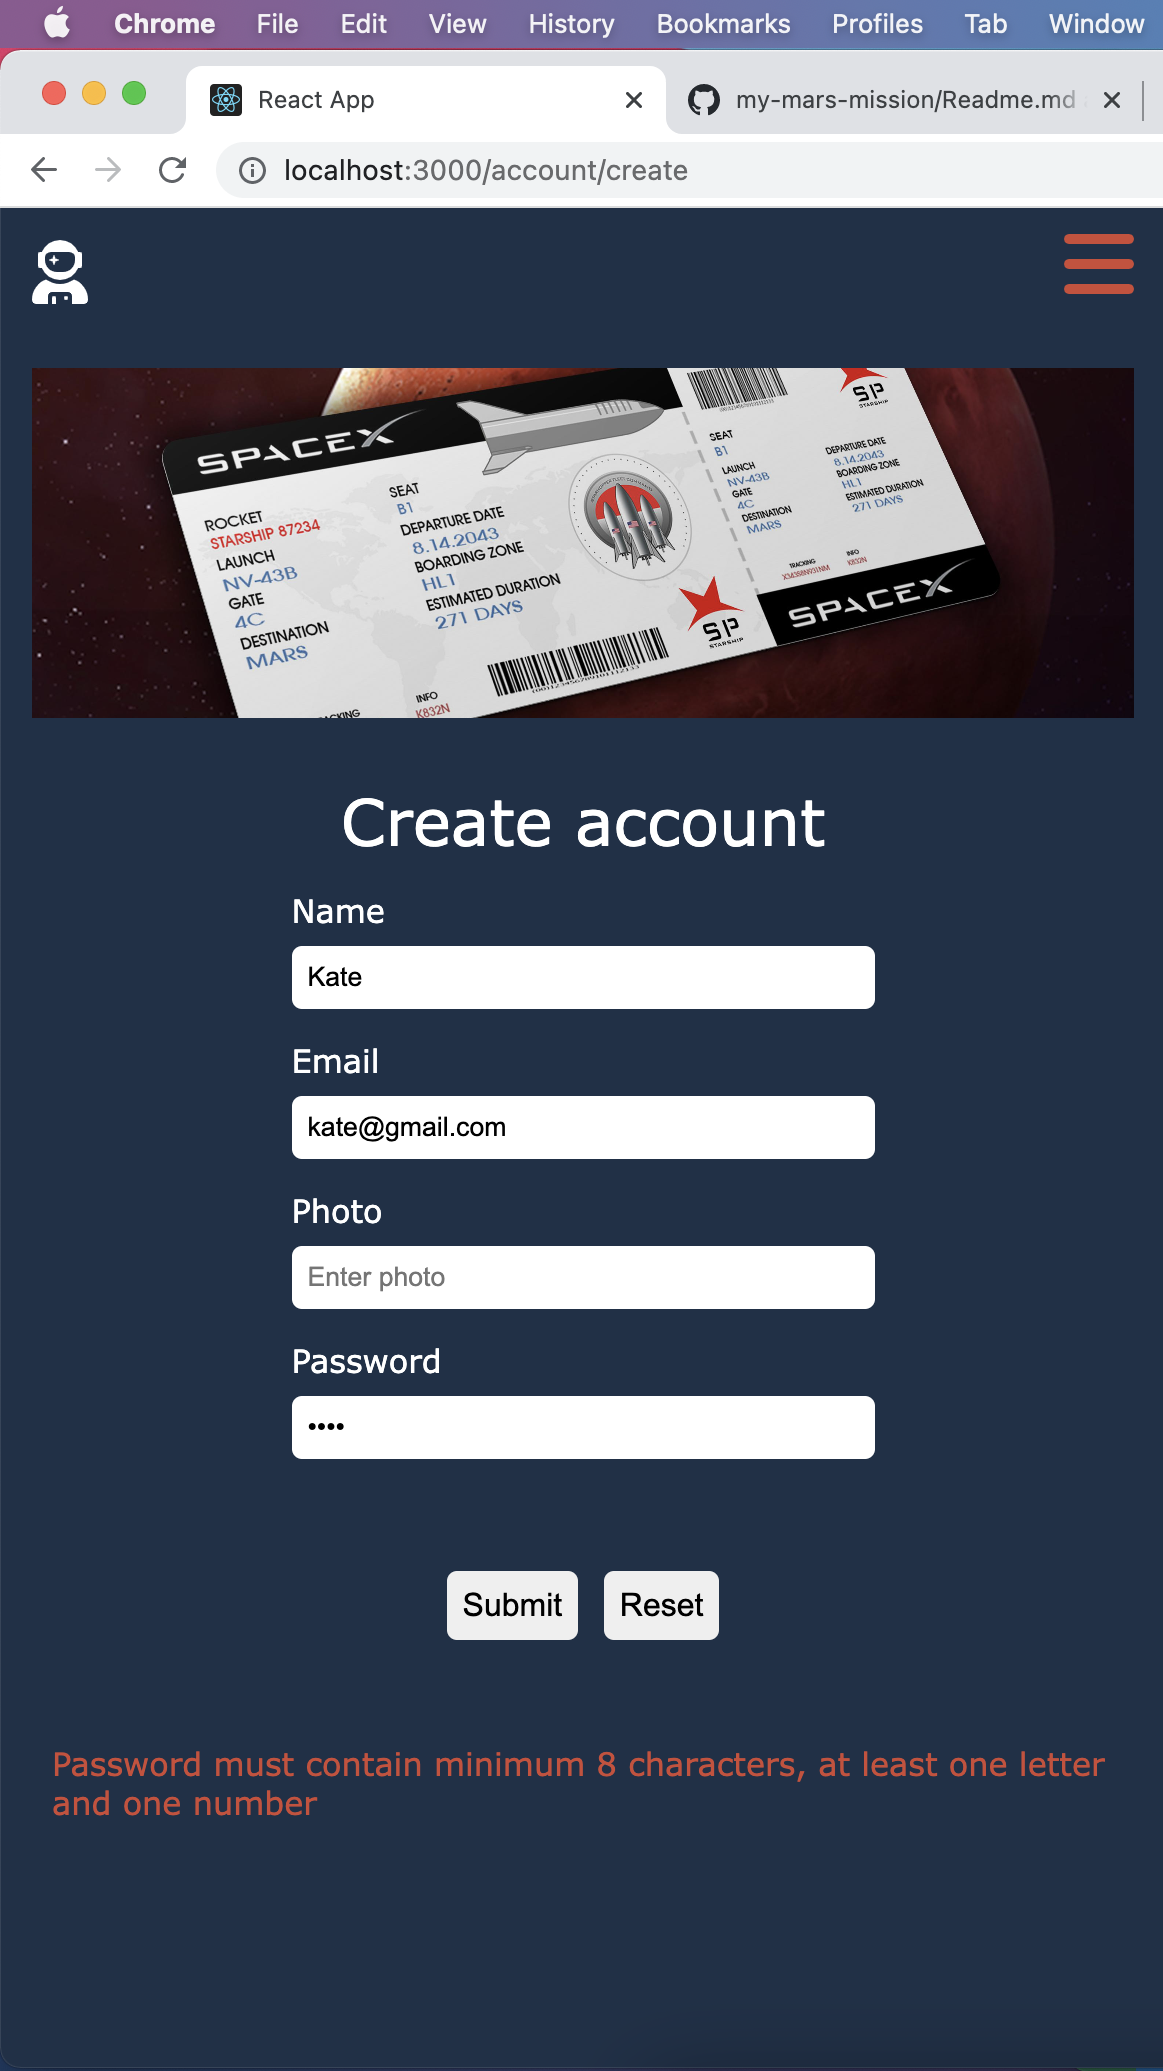 Chrome File Edit View History Bookmarks Profiles Tab Window
React App
my-mars-mission/Readme.md
localhost:3000/account/create
SPACEX
ROCKET
STARSHIP 87234
LAUNCH
NV-43B
GATE
4C
DESTINATION
MARS
SEAT
B1
DEPARTURE DATE
8.14.2043
BOARDING ZONE
HL1
ESTIMATED DURATION
271 DAYS
INFO
K832N
SP
STARSHIP
SEAT
B1
LAUNCH
NV-43B
GATE
4C
DESTINATION
MARS
SP
STARSHIP
DEPARTURE DATE
8.14.2043
BOARDING ZONE
HL1
ESTIMATED DURATION
271 DAYS
TRACKING
INFO
K832N
SPACEX
Create account
Name
Kate
Email
kate@gmail.com
Photo
Enter photo
Password
••••
Submit Reset
Password must contain minimum 8 characters, at least one letter
and one number